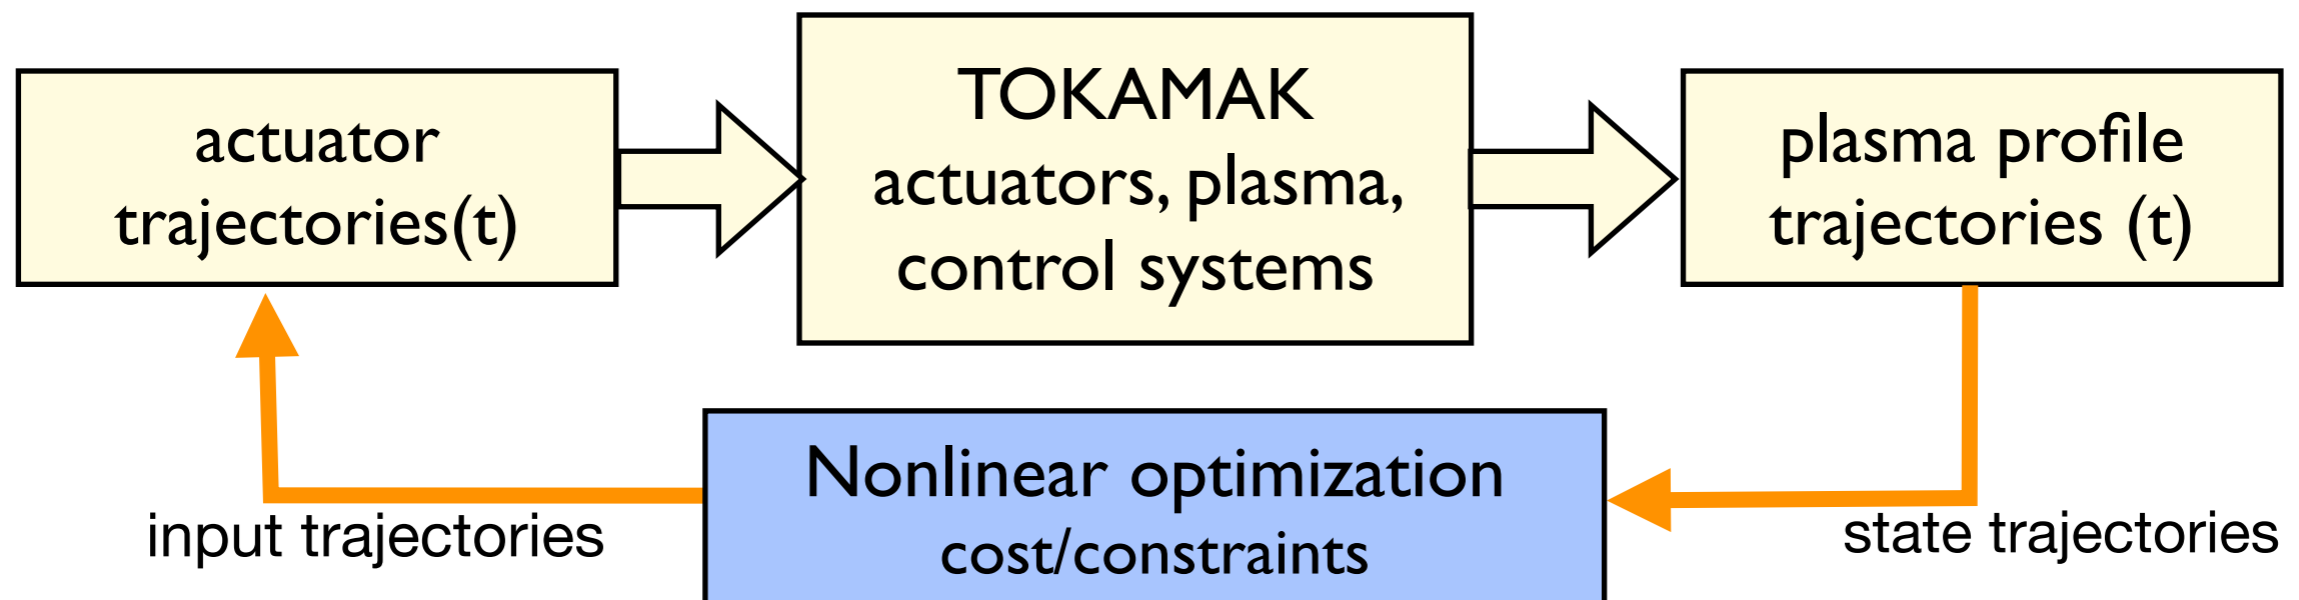 actuator
trajectories(t)
TOKAMAK
actuators, plasma,
control systems
plasma profile
trajectories (t)
Nonlinear optimization
cost/constraints
input trajectories
state trajectories